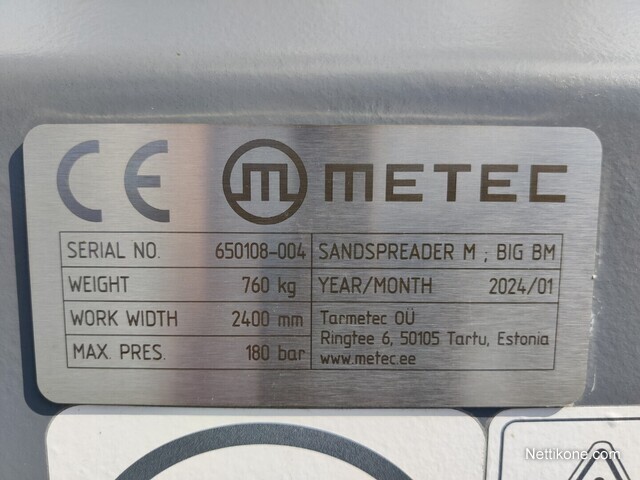 CE METEC
SERIAL NO. 650108-004 SANDSPREADER M ; BIG BM
WEIGHT 760 kg YEAR/MONTH 2024/01
WORK WIDTH 2400 mm Tarmetec OÜ
Ringtee 6, 50105 Tartu, Estonia
MAX. PRES. 180 bar www.metec.ee
Nettikone.com